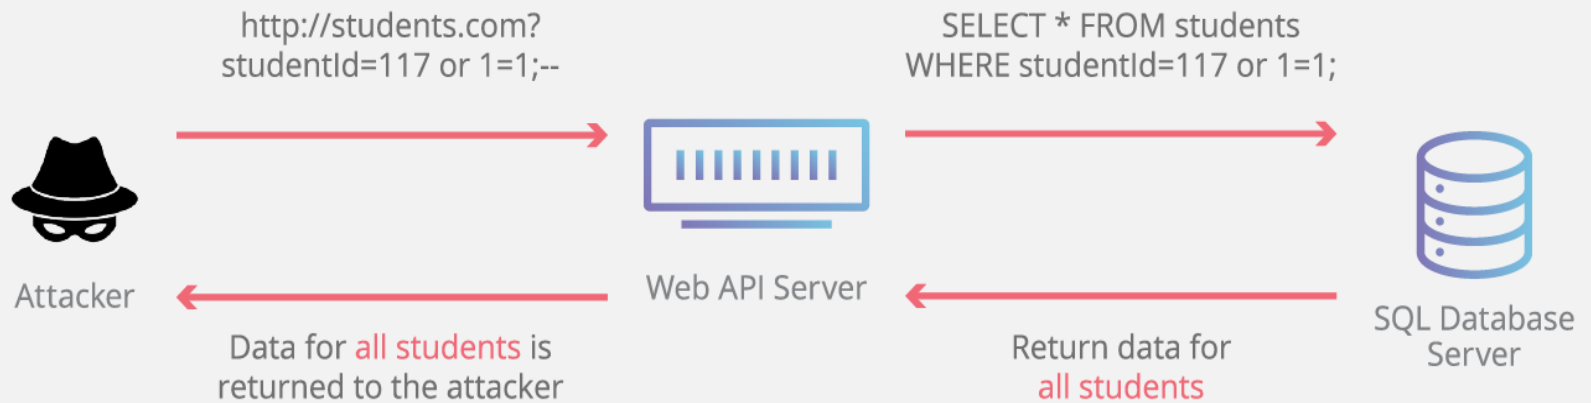 http://students.com?
studentId=117 or 1=1;--
SELECT * FROM students
WHERE studentId=117 or 1=1;
Attacker
Web API Server
SQL Database
Server
Data for all students is
returned to the attacker
Return data for
all students